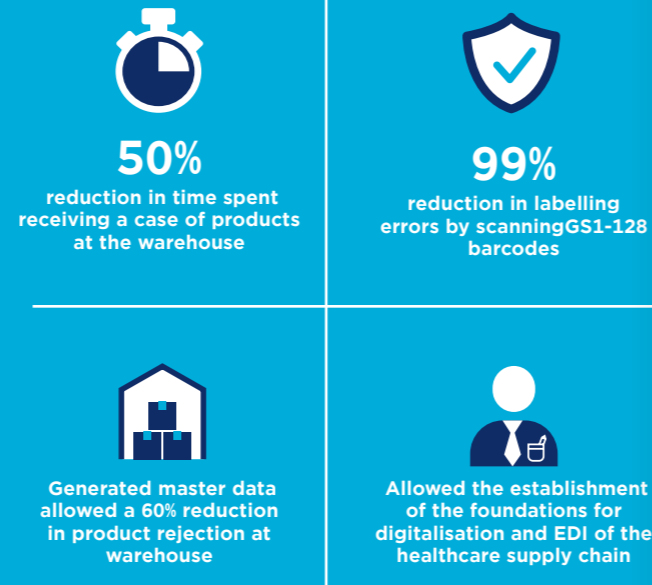 50%
reduction in time spent
receiving a case of products
at the warehouse
99%
reduction in labelling
errors by scanningGS1-128
barcodes
Generated master data
allowed a 60% reduction
in product rejection at
warehouse
Allowed the establishment
of the foundations for
digitalisation and EDI of the
healthcare supply chain